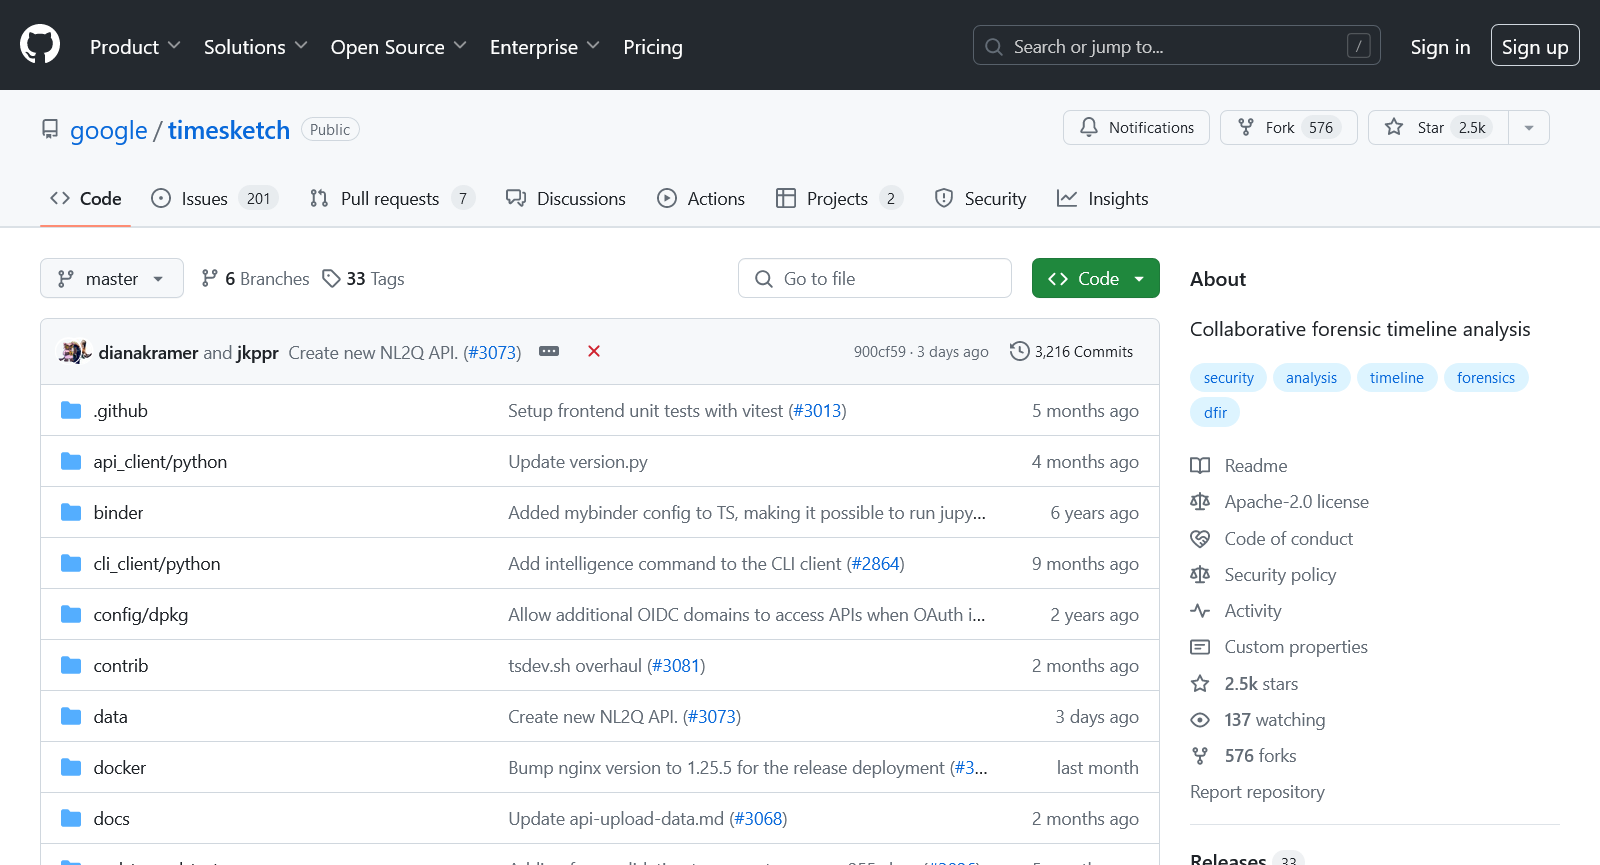 Product Solutions Open Source Enterprise Pricing Search or jump to... / Sign in Sign up
google / timesketch Public Notifications Fork 576 Star 2.5k
Code Issues 201 Pull requests 7 Discussions Actions Projects 2 Security Insights
master 6 Branches 33 Tags Go to file Code
dianakramer and jkppr Create new NL2Q API. (#3073) 900cf59 · 3 days ago 3,216 Commits
.github Setup frontend unit tests with vitest (#3013) 5 months ago
api_client/python Update version.py 4 months ago
binder Added mybinder config to TS, making it possible to run jupy... 6 years ago
cli_client/python Add intelligence command to the CLI client (#2864) 9 months ago
config/dpkg Allow additional OIDC domains to access APIs when OAuth i... 2 years ago
contrib tsdev.sh overhaul (#3081) 2 months ago
data Create new NL2Q API. (#3073) 3 days ago
docker Bump nginx version to 1.25.5 for the release deployment (#3... last month
docs Update api-upload-data.md (#3068) 2 months ago
About
Collaborative forensic timeline analysis
security analysis timeline forensics
dfir
Readme
Apache-2.0 license
Code of conduct
Security policy
Activity
Custom properties
2.5k stars
137 watching
576 forks
Report repository
Releases 33